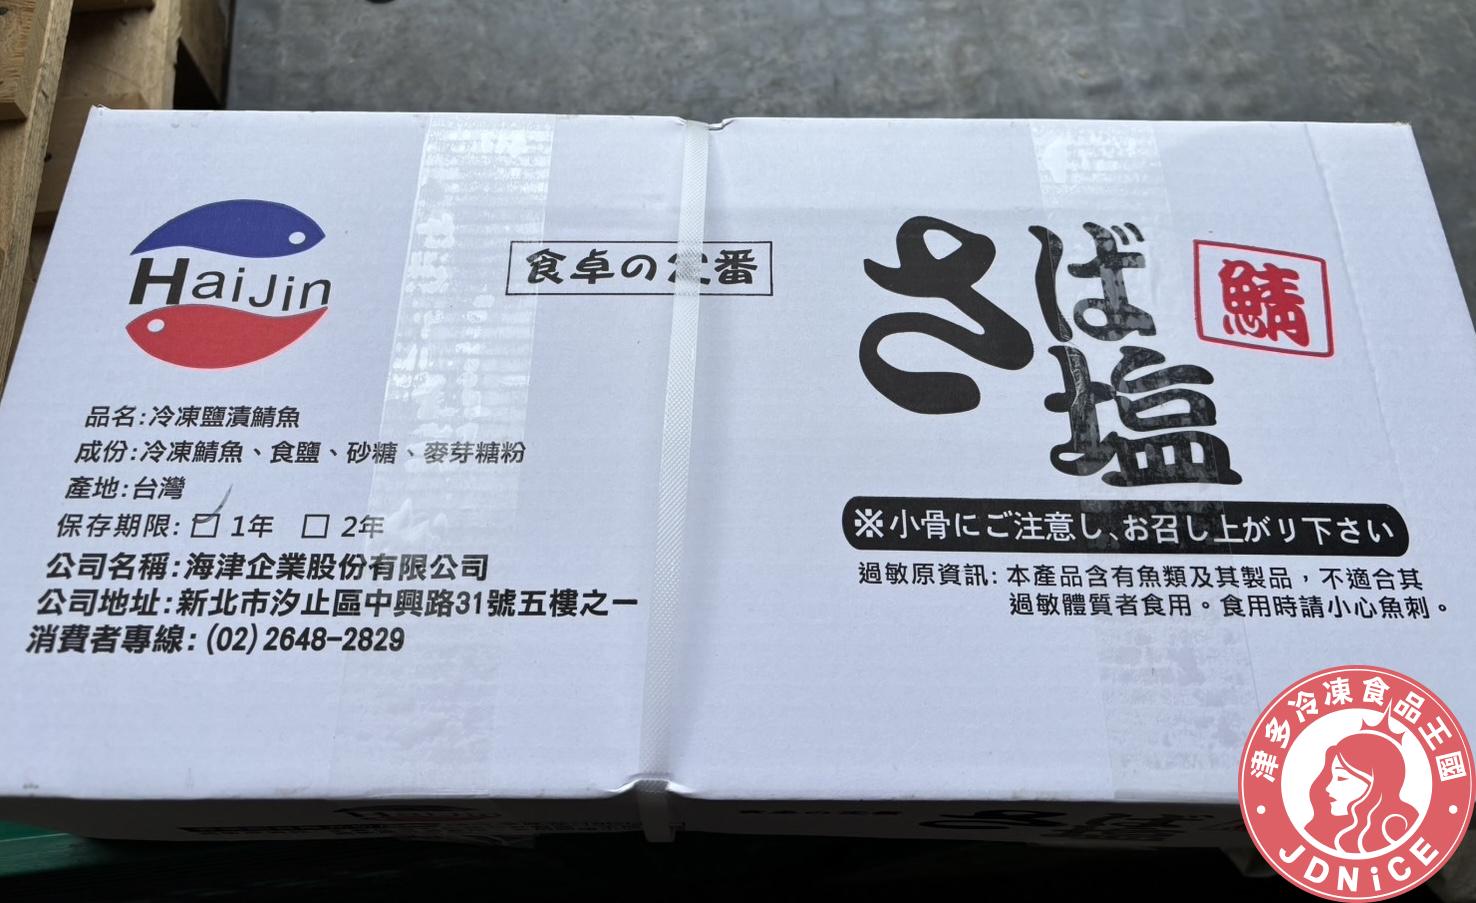 HaiJin
品名:冷凍鹽漬鯖魚
成份:冷凍鯖魚、食鹽、砂糖、麥芽糖粉
產地:台灣
保存期限: ☑ 1年 □ 2年
公司名稱:海津企業股份有限公司
公司地址:新北市汐止區中興路31號五樓之一
消費者專線:(02)2648-2829
食卓の定番
さば
塩
鯖
※小骨にご注意し、お召し上がり下さい
過敏原資訊: 本產品含有魚類及其製品，不適合其
過敏體質者食用。食用時請小心魚刺。
津多冷凍食品王國
JDNiCE